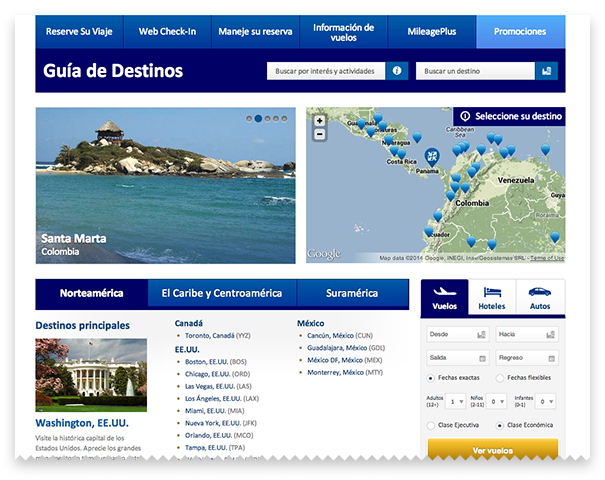 Reserve Su Viaje
Web Check-In
Maneje su reserva
Información de
vuelos
MileagePlus
Promociones
Guía de Destinos
Buscar por interés y actividades
Buscar un destino
Santa Marta
Colombia
Seleccione su destino
Caribbean
Sea
Nicaragua
Costa Rica
Panama
Venezuela
Colombia
Roraima
Google
Map data ©2014 Google, INEGI, Inav/Geosistemas SRL - Terms of Use
Norteamérica
El Caribe y Centroamérica
Suramérica
Destinos principales
Washington, EE.UU.
Visite la histórica capital de los
Estados Unidos. Aprecie los grandes
Canadá
Toronto, Canadá (YYZ)
EE.UU.
Boston, EE.UU. (BOS)
Chicago, EE.UU. (ORD)
Las Vegas, EE.UU. (LAS)
Los Ángeles, EE.UU. (LAX)
Miami, EE.UU. (MIA)
Nueva York, EE.UU. (JFK)
Orlando, EE.UU. (MCO)
Tampa, EE.UU. (TPA)
México
Cancún, México (CUN)
Guadalajara, México (GDL)
México DF, México (MEX)
Monterrey, México (MTY)
Vuelos
Hoteles
Autos
Desde
Hacia
Salida
Regreso
Fechas exactas
Fechas flexibles
Adultos
(12+)
1
Niños
(2-11)
0
Infantes
(0-1)
0
Clase Ejecutiva
Clase Económica
Ver vuelos